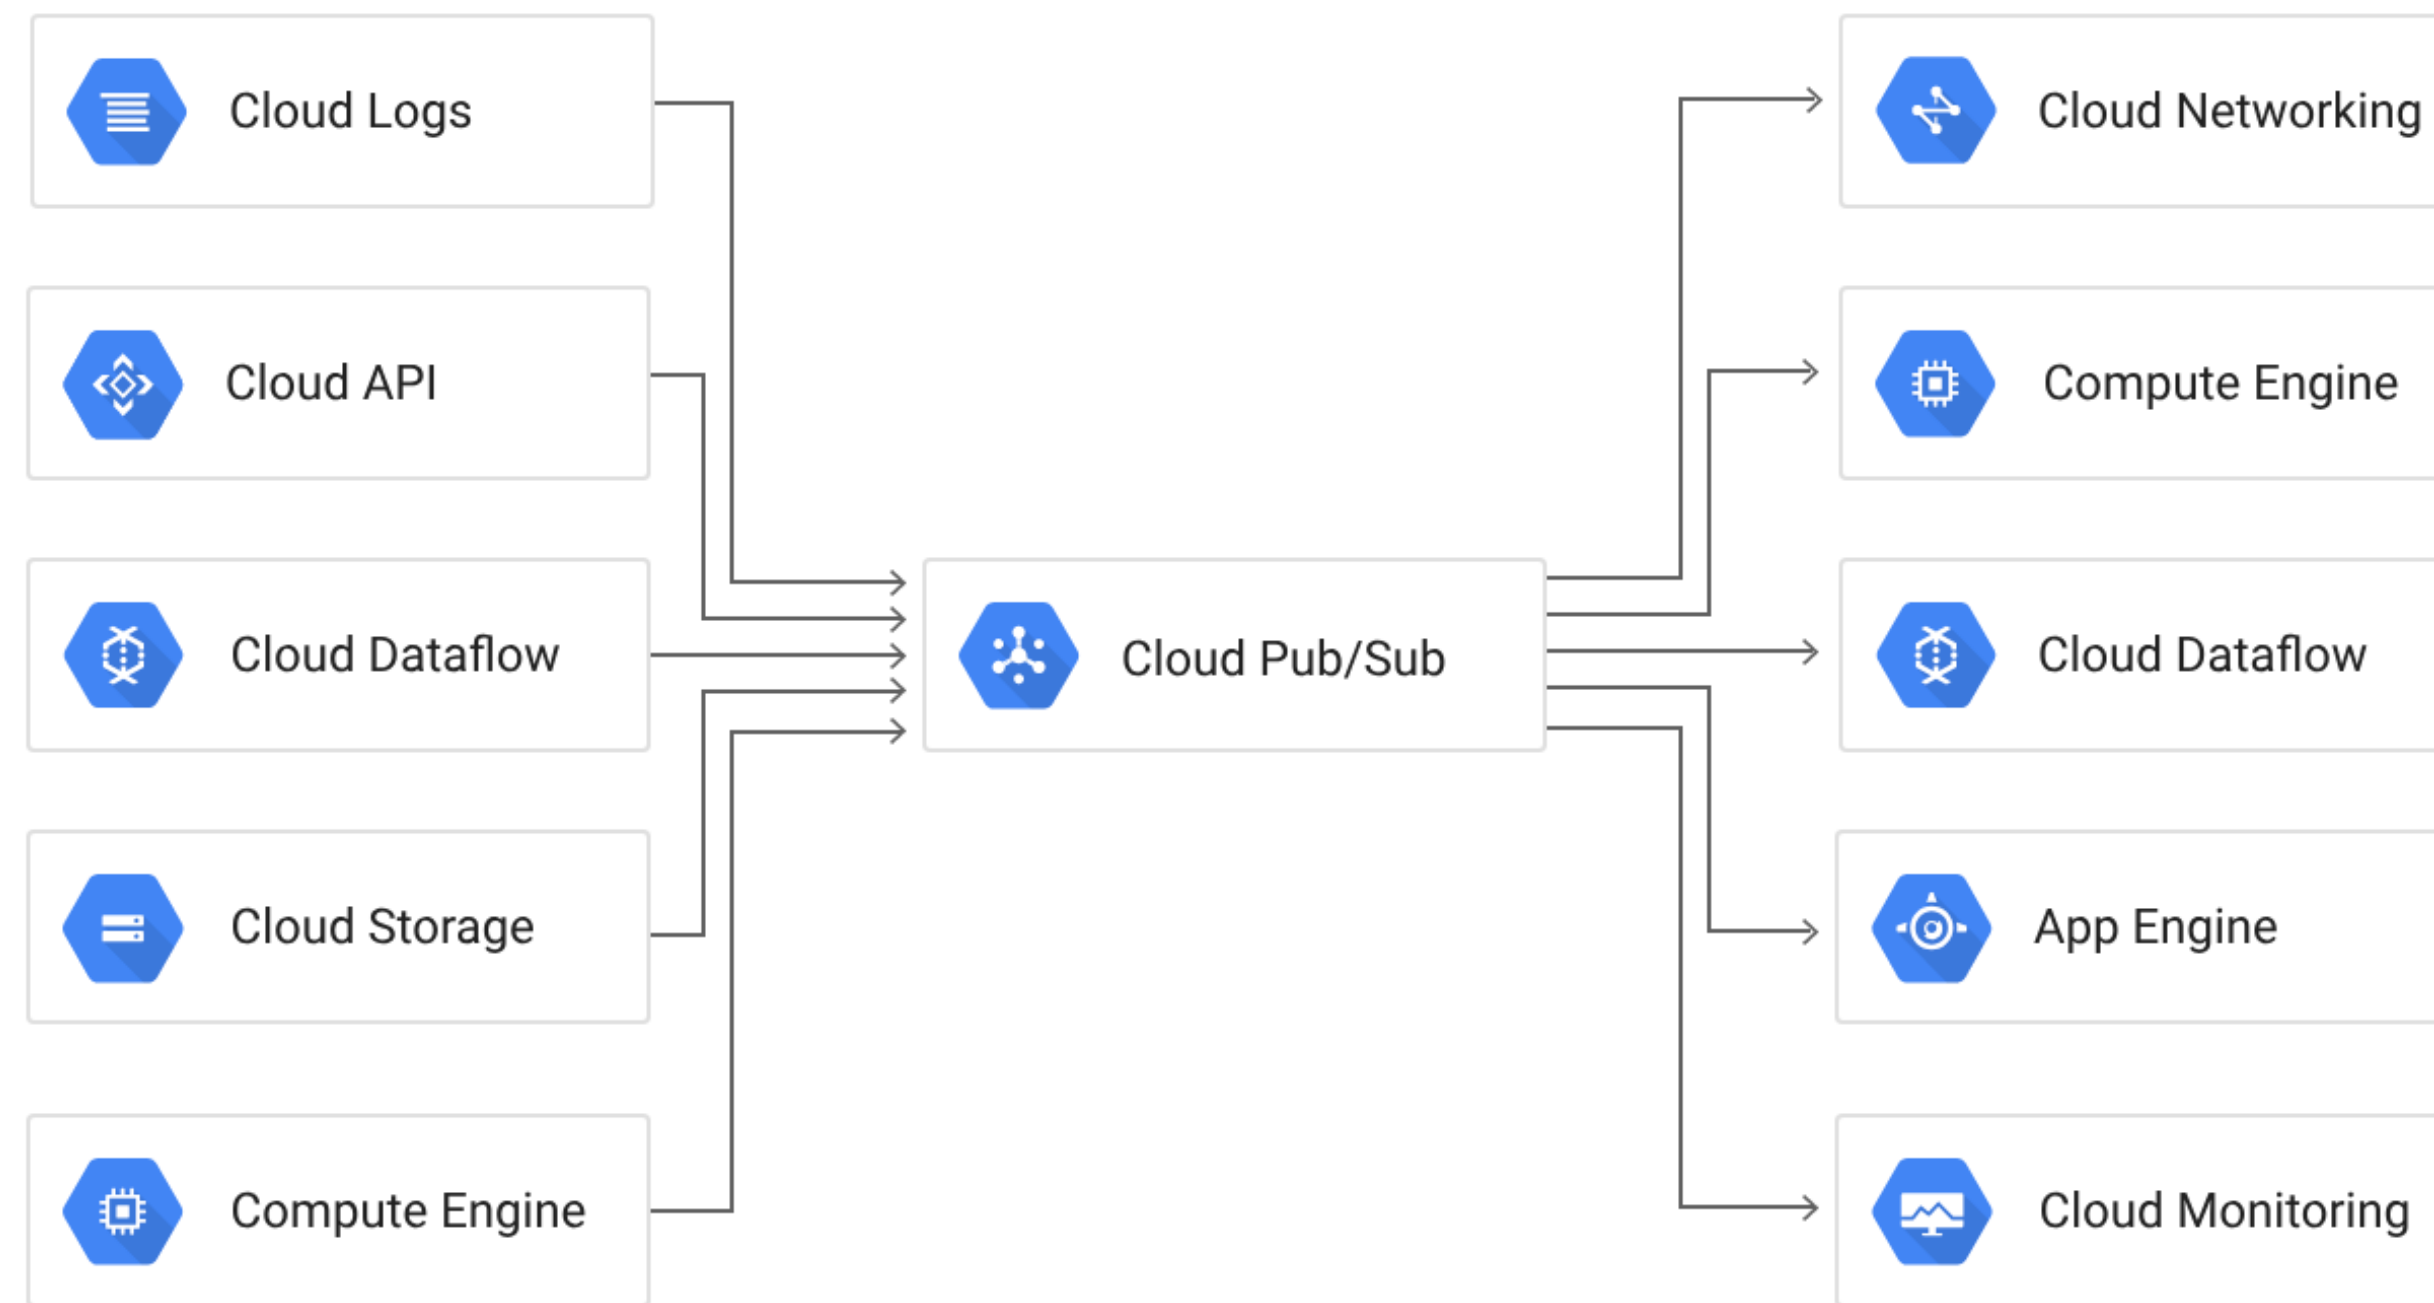 Cloud Logs
Cloud API
Cloud Dataflow
Cloud Storage
Compute Engine
Cloud Pub/Sub
Cloud Networking
Compute Engine
Cloud Dataflow
App Engine
Cloud Monitoring